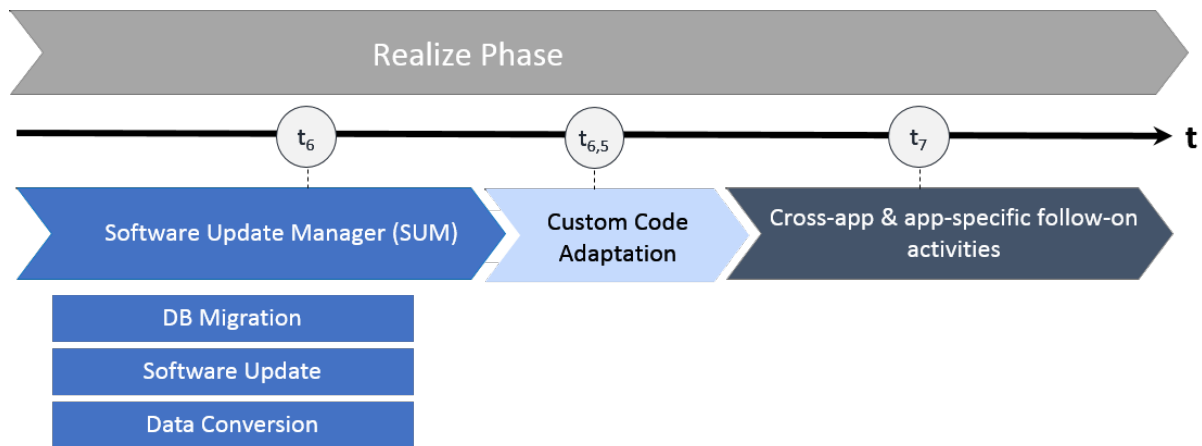 Realize Phase
t6
t6,5
t7
t
Software Update Manager (SUM)
Custom Code
Adaptation
Cross-app & app-specific follow-on
activities
DB Migration
Software Update
Data Conversion